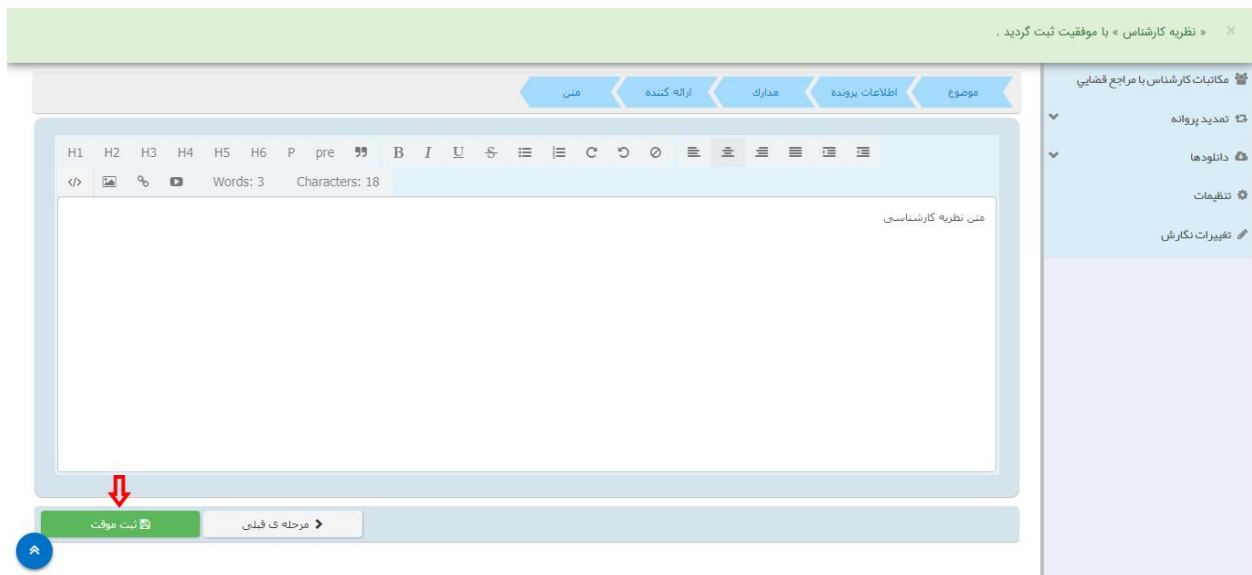 « نظریه کارشناس » با موفقیت ثبت گردید .
مکاتبات کارشناس با مراجع قضایي
تمدید پروانه
دانلودها
تنظیمات
تغییرات نگارش
موضوع اطلاعات پرونده مدارک ارائه کننده متن
H1 H2 H3 H4 H5 H6 P pre B I U S
Words: 3 Characters: 18
متن نظریه کارشناسی
مرحله ی قبلی
ثبت موقت